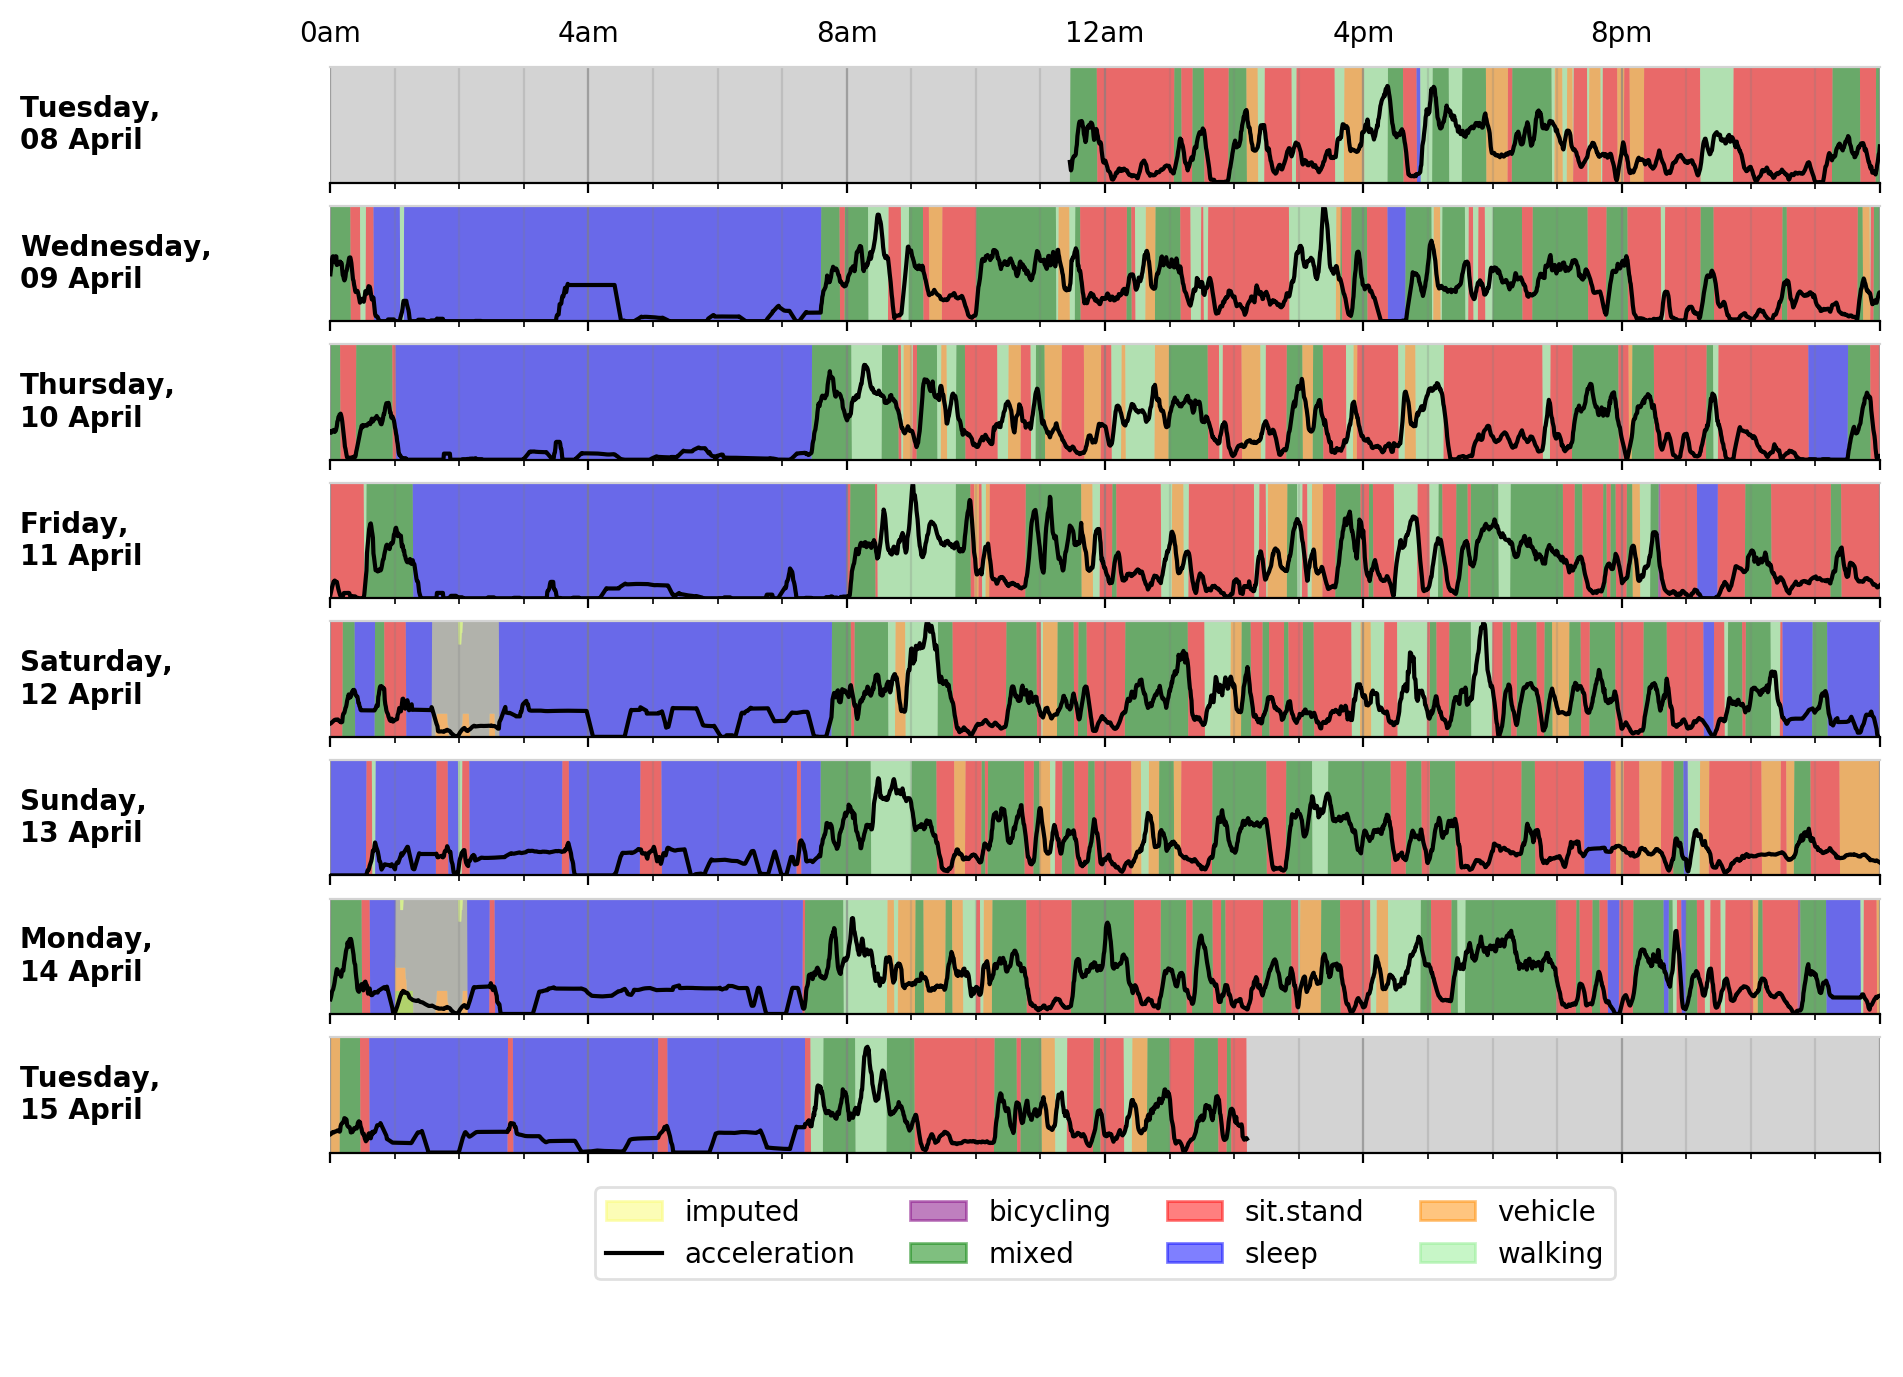 0am 4am 8am 12am 4pm 8pm
Tuesday,
08 April
Wednesday,
09 April
Thursday,
10 April
Friday,
11 April
Saturday,
12 April
Sunday,
13 April
Monday,
14 April
Tuesday,
15 April
imputed bicycling sit.stand vehicle
acceleration mixed sleep walking